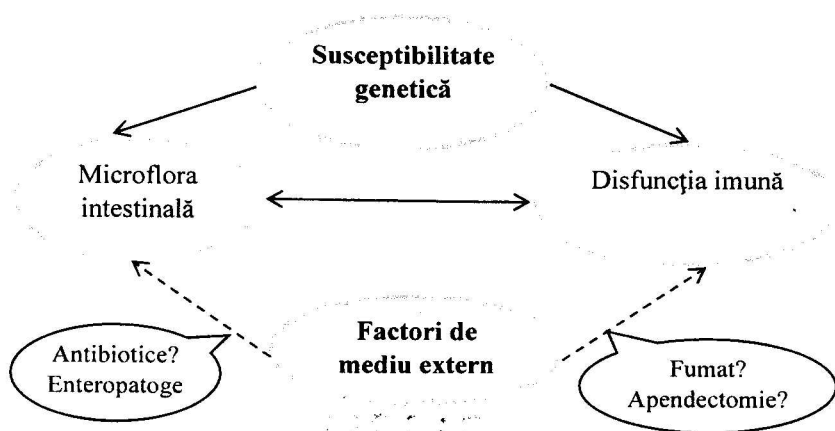 Susceptibilitate
genetică
Microflora
intestinală
Disfuncţia imună
Factori de
mediu extern
Antibiotice?
Enteropatoge
Fumat?
Apendectomie?